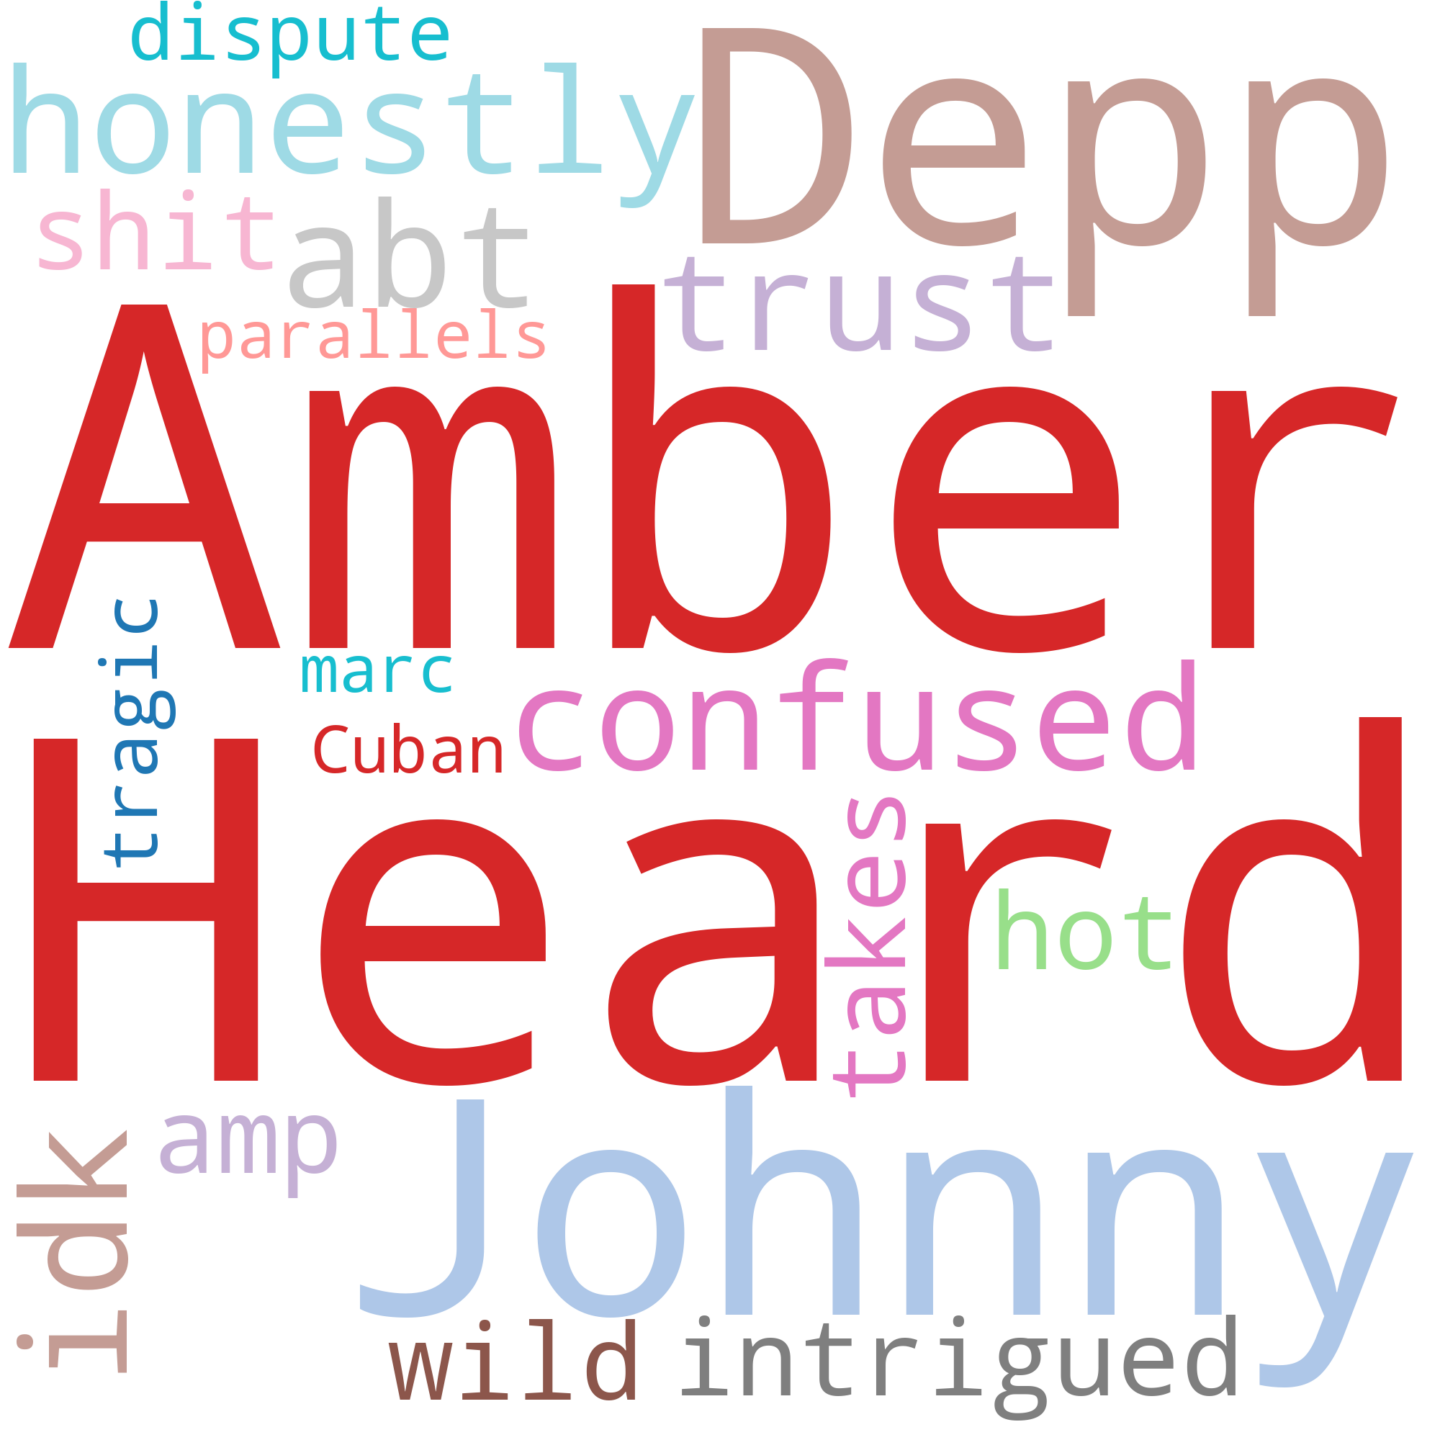 dispute
honestly
Depp
shit
abt
trust
parallels
Amber
tragic
marc
confused
Cuban
Heard
takes
hot
idk
amp
Johnny
wild
intrigued